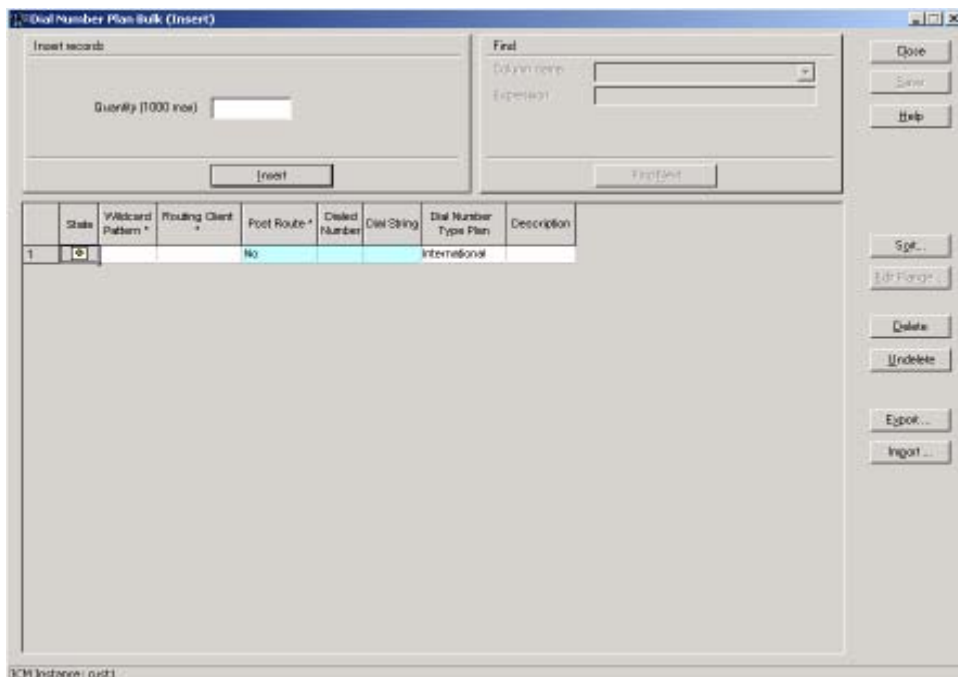 Dial Number Plan Bulk (Insert)
Insert records
Quantity (1000 max)
Insert
Find
Column name
Expression
Find Next
Close
Save
Help
State Wildcard Pattern * Routing Client * Post Route * Dialed Number Dial String Dial Number Type Plan Description
1 No International
Sort...
Edit Range...
Delete
Undelete
Export...
Import...
ICM Instance: cust1